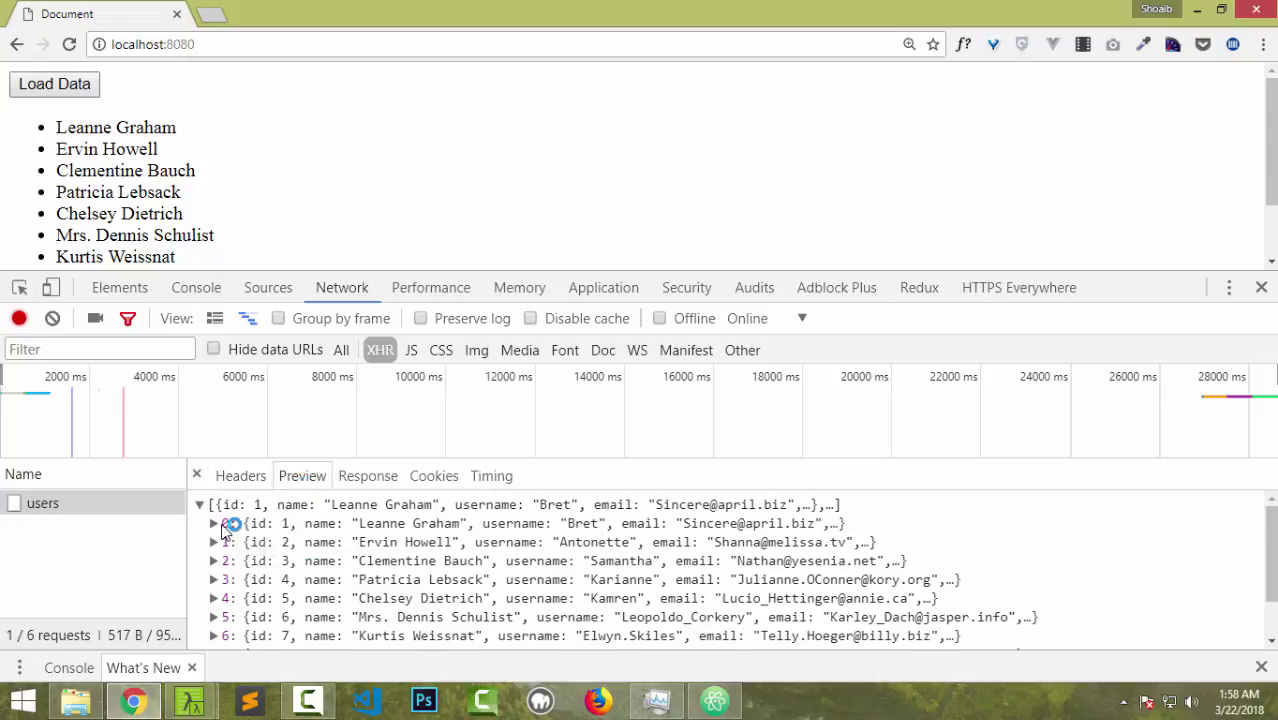 Document
Shoaib
localhost:8080
f?
Load Data
• Leanne Graham
• Ervin Howell
• Clementine Bauch
• Patricia Lebsack
• Chelsey Dietrich
• Mrs. Dennis Schulist
• Kurtis Weissnat
Elements Console Sources Network Performance Memory Application Security Audits Adblock Plus Redux HTTPS Everywhere
View: Group by frame Preserve log Disable cache Offline Online
Filter Hide data URLs All XHR JS CSS Img Media Font Doc WS Manifest Other
2000 ms 4000 ms 6000 ms 8000 ms 10000 ms 12000 ms 14000 ms 16000 ms 18000 ms 20000 ms 22000 ms 24000 ms 26000 ms 28000 ms
Name Headers Preview Response Cookies Timing
users
[{id: 1, name: "Leanne Graham", username: "Bret", email: "Sincere@april.biz",…},…]
{id: 1, name: "Leanne Graham", username: "Bret", email: "Sincere@april.biz",…}
1: {id: 2, name: "Ervin Howell", username: "Antonette", email: "Shanna@melissa.tv",…}
2: {id: 3, name: "Clementine Bauch", username: "Samantha", email: "Nathan@yesenia.net",…}
3: {id: 4, name: "Patricia Lebsack", username: "Karianne", email: "Julianne.OConner@kory.org",…}
4: {id: 5, name: "Chelsey Dietrich", username: "Kamren", email: "Lucio_Hettinger@annie.ca",…}
5: {id: 6, name: "Mrs. Dennis Schulist", username: "Leopoldo_Corkery", email: "Karley_Dach@jasper.info",…}
6: {id: 7, name: "Kurtis Weissnat", username: "Elwyn.Skiles", email: "Telly.Hoeger@billy.biz",…}
1 / 6 requests | 517 B / 95...
Console What's New
Ps
1:58 AM
3/22/2018